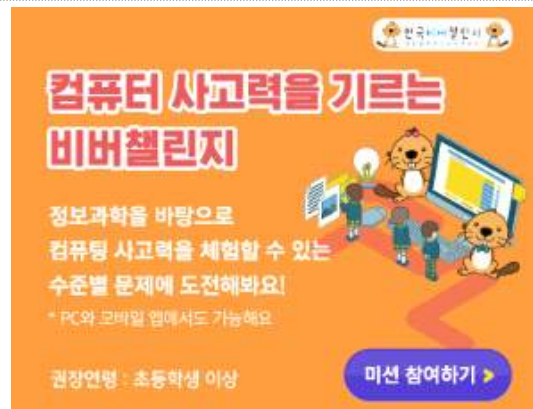 한국비버챌린지
컴퓨터 사고력을 기르는
비버챌린지
정보과학을 바탕으로
컴퓨팅 사고력을 체험할 수 있는
수준별 문제에 도전해봐요!
* PC와 모바일 앱에서도 가능해요
권장연령 : 초등학생 이상
미션 참여하기 >